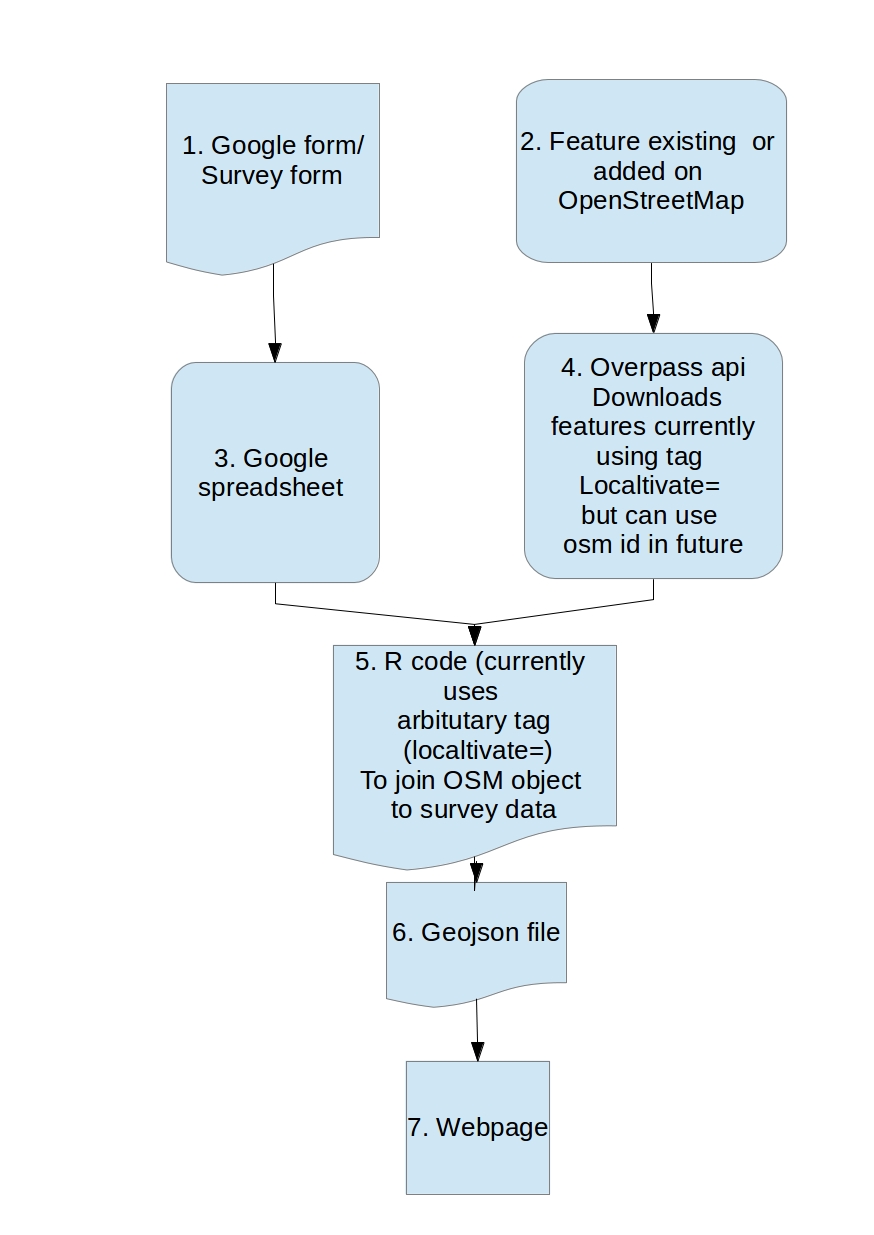 1. Google form/
Survey form
2. Feature existing  or
added on
OpenStreetMap
3. Google
spreadsheet
4. Overpass api
Downloads
features currently
using tag
Localtivate=
but can use
osm id in future
5. R code (currently
uses
arbitutary tag
(localtivate=)
To join OSM object
to survey data
6. Geojson file
7. Webpage